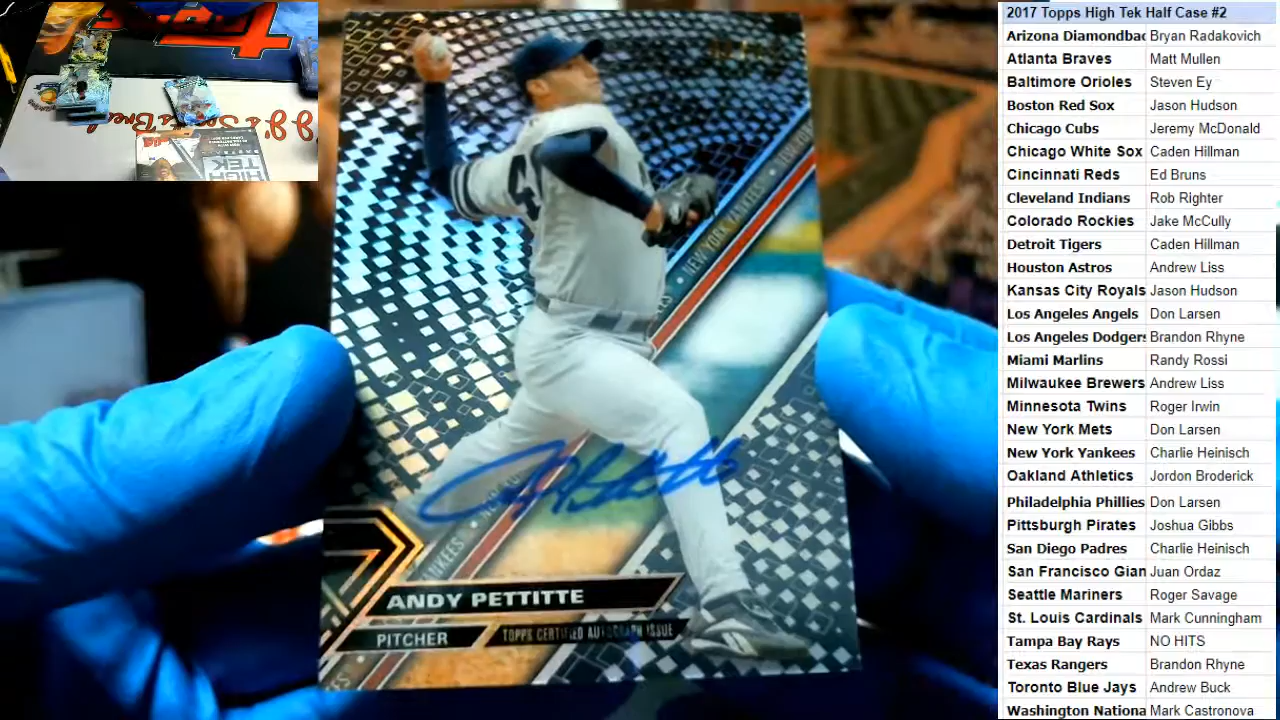 2017 Topps High Tek Half Case #2
Arizona Diamondbac Bryan Radakovich
Atlanta Braves Matt Mullen
Baltimore Orioles Steven Ey
Boston Red Sox Jason Hudson
Chicago Cubs Jeremy McDonald
Chicago White Sox Caden Hillman
Cincinnati Reds Ed Bruns
Cleveland Indians Rob Righter
Colorado Rockies Jake McCully
Detroit Tigers Caden Hillman
Houston Astros Andrew Liss
Kansas City Royals Jason Hudson
Los Angeles Angels Don Larsen
Los Angeles Dodgers Brandon Rhyne
Miami Marlins Randy Rossi
Milwaukee Brewers Andrew Liss
Minnesota Twins Roger Irwin
New York Mets Don Larsen
New York Yankees Charlie Heinisch
Oakland Athletics Jordon Broderick
Philadelphia Phillies Don Larsen
Pittsburgh Pirates Joshua Gibbs
San Diego Padres Charlie Heinisch
San Francisco Gian Juan Ordaz
Seattle Mariners Roger Savage
St. Louis Cardinals Mark Cunningham
Tampa Bay Rays NO HITS
Texas Rangers Brandon Rhyne
Toronto Blue Jays Andrew Buck
Washington Nationa Mark Castronova
NEW YORK YANKEES
4
ANKEES
ANDY PETTITTE
PITCHER
TOPPS CERTIFIED AUTOGRAPH ISSUE
HIGH
TEK